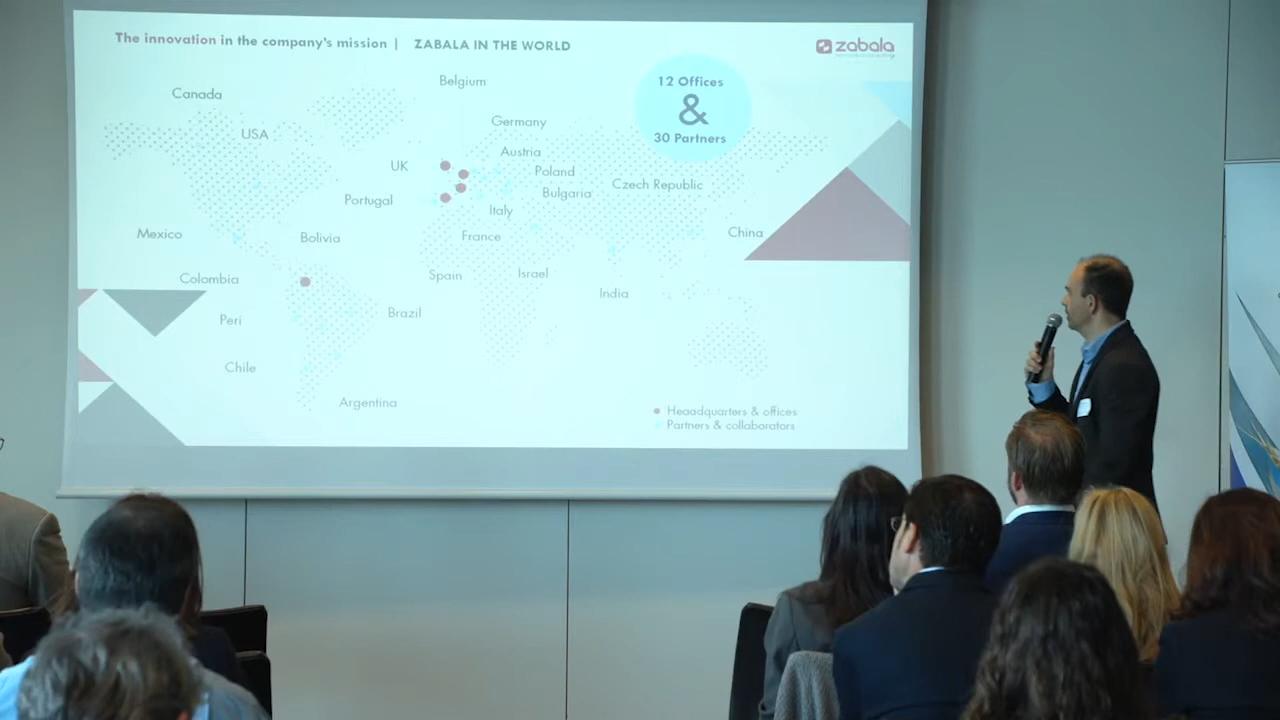 The innovation in the company's mission | ZABALA IN THE WORLD
zabala
12 Offices
&
30 Partners
Belgium
Canada
Germany
USA
Austria
UK
Poland
Czech Republic
Bulgaria
Portugal
Italy
Mexico
Bolivia
France
China
Colombia
Spain
Israel
India
Peri
Brazil
Chile
Argentina
Headquarters & offices
Partners & collaborators